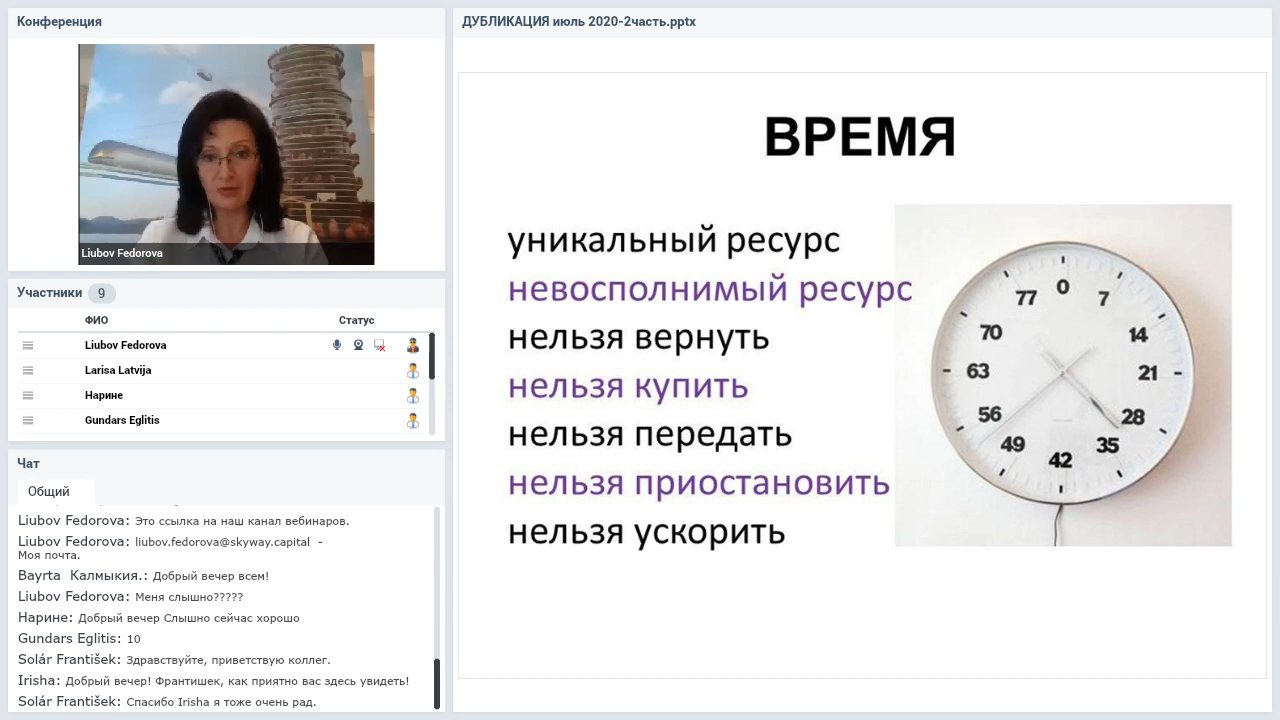 Конференция
Liubov Fedorova
Участники 9
ФИО Статус
Liubov Fedorova
Larisa Latvija
Нарине
Gundars Eglitis
Чат
Общий
Liubov Fedorova: Это ссылка на наш канал вебинаров.
Liubov Fedorova: liubov.fedorova@skyway.capital -
Моя почта.
Bayrta Калмыкия.: Добрый вечер всем!
Liubov Fedorova: Меня слышно?????
Нарине: Добрый вечер Слышно сейчас хорошо
Gundars Eglitis: 10
Solár František: Здравствуйте, приветствую коллег.
Irisha: Добрый вечер! Франтишек, как приятно вас здесь увидеть!
Solár František: Спасибо Irisha я тоже очень рад.
ДУБЛИКАЦИЯ июль 2020-2часть.pptx
ВРЕМЯ
уникальный ресурс
невосполнимый ресурс
нельзя вернуть
нельзя купить
нельзя передать
нельзя приостановить
нельзя ускорить
0
7
14
21
28
35
42
49
56
63
70
77